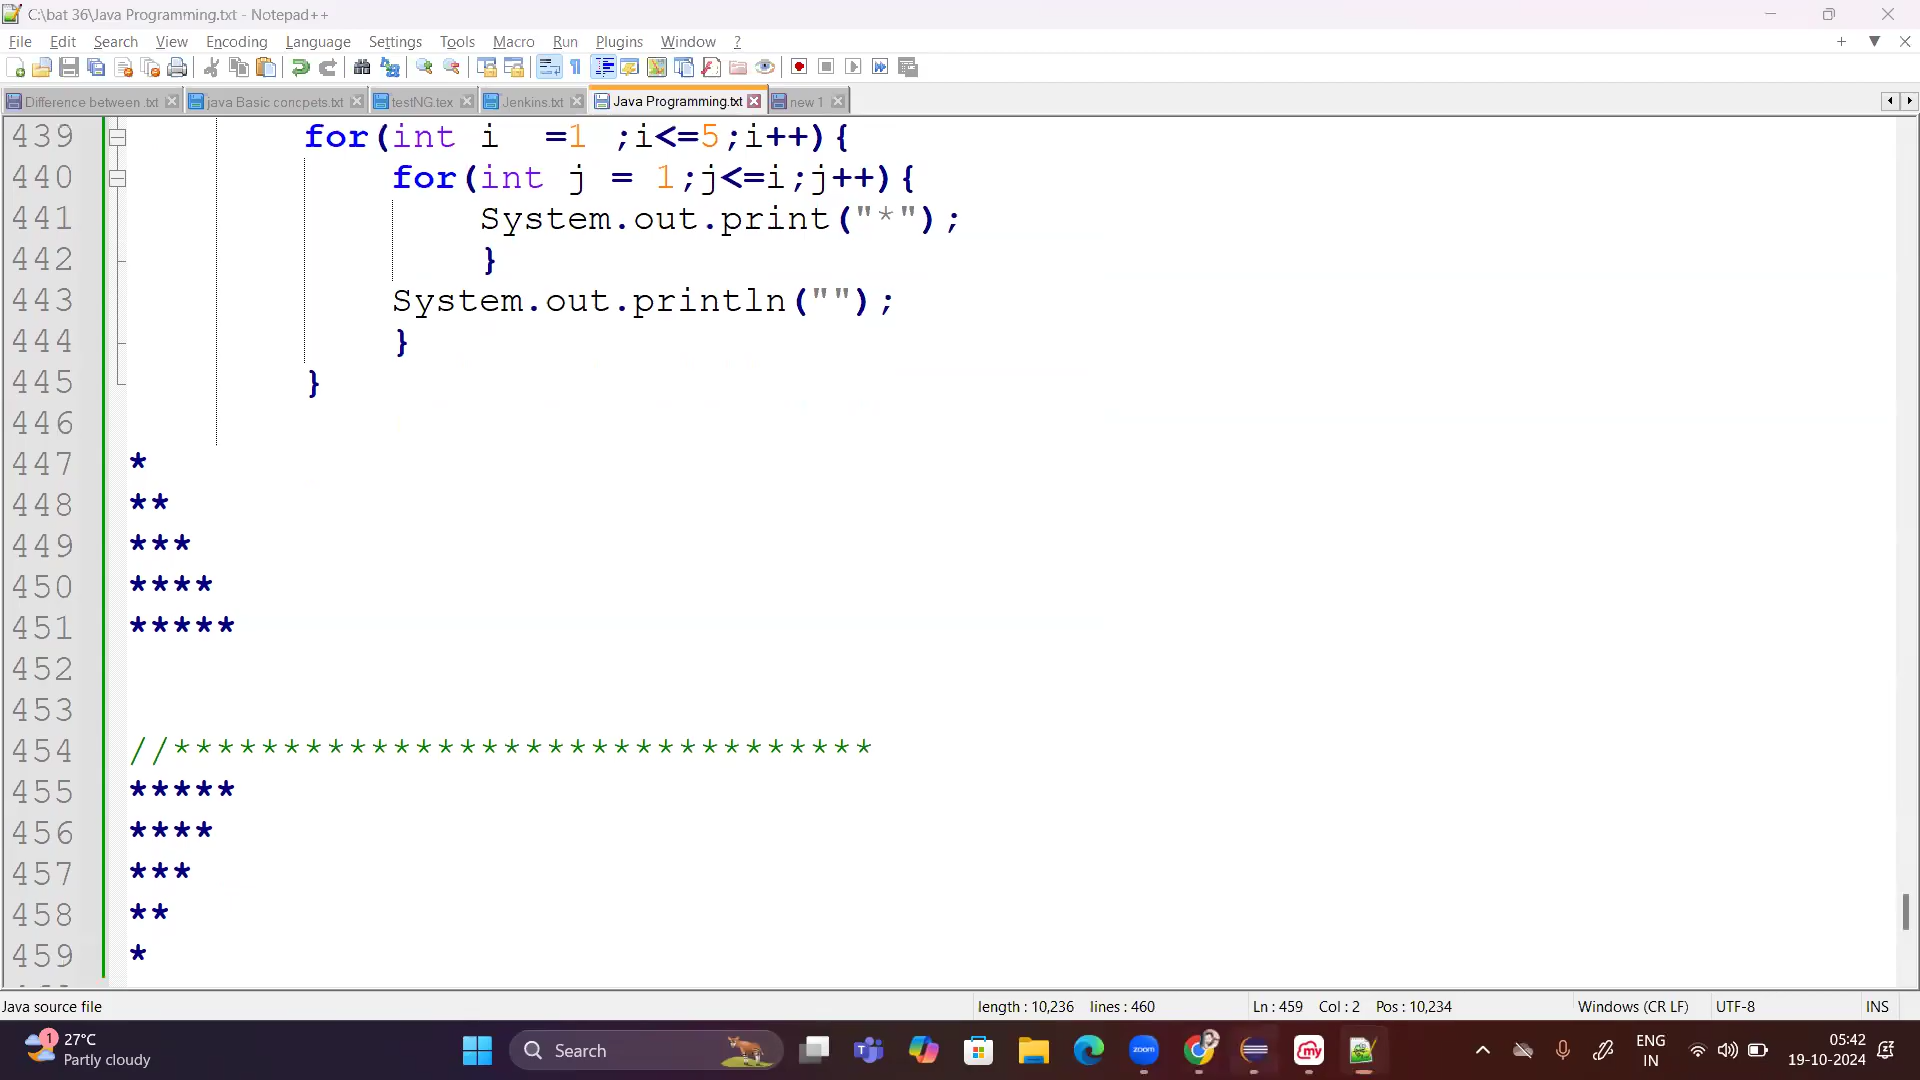 C:\bat 36\Java Programming.txt - Notepad++
File Edit Search View Encoding Language Settings Tools Macro Run Plugins Window ?
Difference between .txt java Basic concpets.txt testNG.tex Jenkins.txt Java Programming.txt new 1
439 for(int i  =1 ;i<=5;i++){
440 for(int j = 1;j<=i;j++){
441 System.out.print("*");
442 }
443 System.out.println("");
444 }
445 }
446
447 *
448 **
449 ***
450 ****
451 *****
452
453
454 //********************************
455 *****
456 ****
457 ***
458 **
459 *
Java source file length : 10,236 lines : 460 Ln : 459 Col : 2 Pos : 10,234 Windows (CR LF) UTF-8 INS
1 27°C Search zoom my ENG 05:42
Partly cloudy IN 19-10-2024